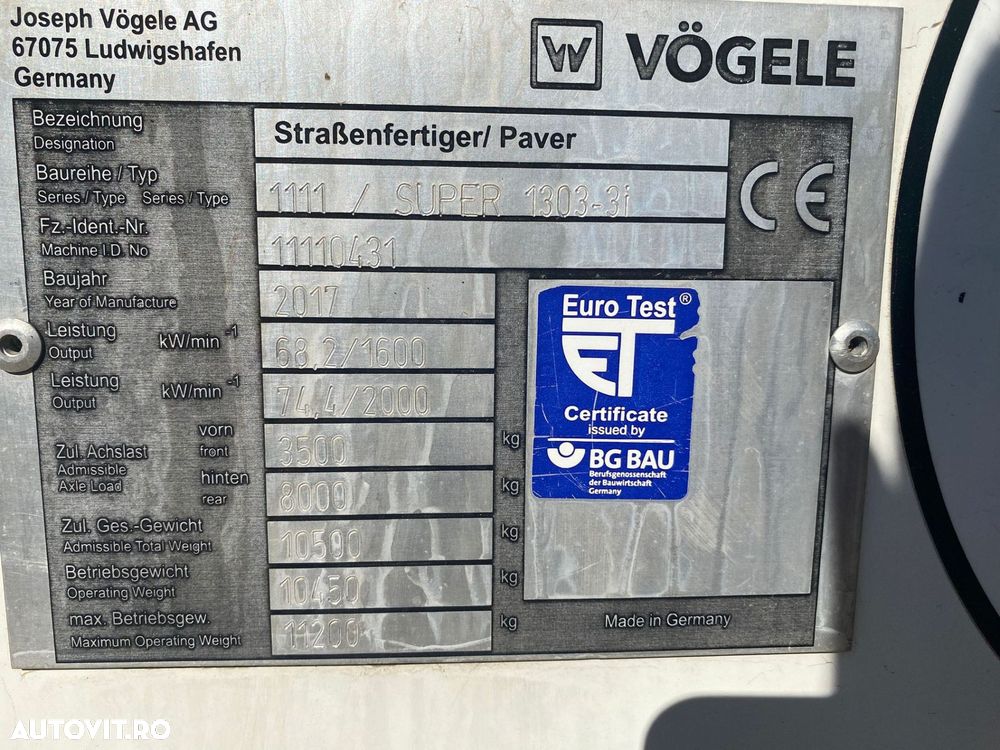 Joseph Vögele AG
67075 Ludwigshafen
Germany
W VÖGELE
Bezeichnung
Designation
Straßenfertiger/ Paver
Baureihe / Typ
Series / Type Series / Type
1111 / SUPER 1303-3i
CE
Fz.-Ident.-Nr.
Machine I.D. No
11110431
Baujahr
Year of Manufacture
2017
Leistung
Output
kW/min -1
68,2/1600
Leistung
Output
kW/min -1
74,4/2000
Zul. Achslast
Admissible
Axle Load
vorn
front
3500 kg
hinten
rear
8000 kg
Zul. Ges.-Gewicht
Admissible Total Weight
10500 kg
Betriebsgewicht
Operating Weight
10450 kg
max. Betriebsgew.
Maximum Operating Weight
11200 kg
Euro Test®
ET
Certificate
issued by
BG BAU
Berufsgenossenschaft
der Bauwirtschaft
Germany
Made in Germany
AUTOVIT.RO